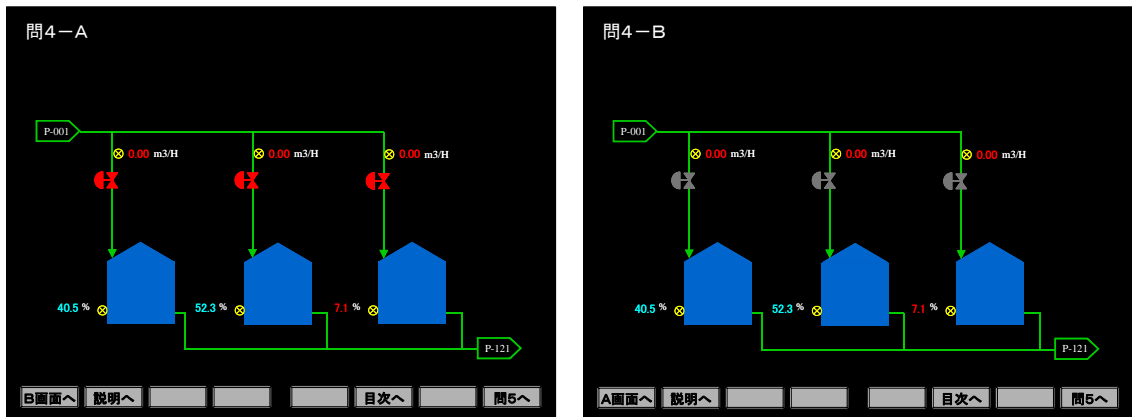 問4-A
P-001
0.00 m3/H
0.00 m3/H
0.00 m3/H
40.5 %
52.3 %
7.1 %
P-121
B画面へ 説明へ 目次へ 問5へ
問4-B
P-001
0.00 m3/H
0.00 m3/H
0.00 m3/H
40.5 %
52.3 %
7.1 %
P-121
A画面へ 説明へ 目次へ 問5へ